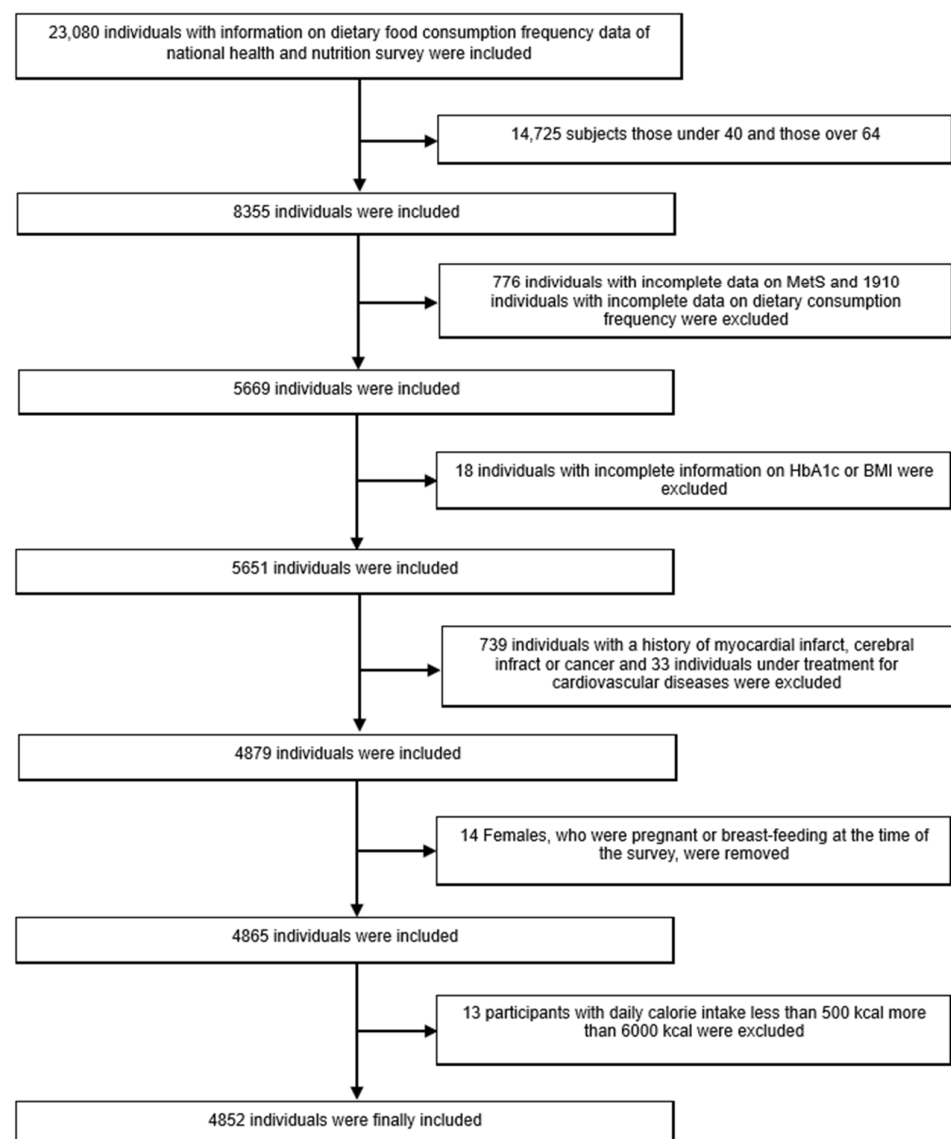 23,080 individuals with information on dietary food consumption frequency data of
national health and nutrition survey were included
14,725 subjects those under 40 and those over 64
8355 individuals were included
776 individuals with incomplete data on MetS and 1910
individuals with incomplete data on dietary consumption
frequency were excluded
5669 individuals were included
18 individuals with incomplete information on HbA1c or BMI were
excluded
5651 individuals were included
739 individuals with a history of myocardial infarct, cerebral
infract or cancer and 33 individuals under treatment for
cardiovascular diseases were excluded
4879 individuals were included
14 Females, who were pregnant or breast-feeding at the time of
the survey, were removed
4865 individuals were included
13 participants with daily calorie intake less than 500 kcal more
than 6000 kcal were excluded
4852 individuals were finally included